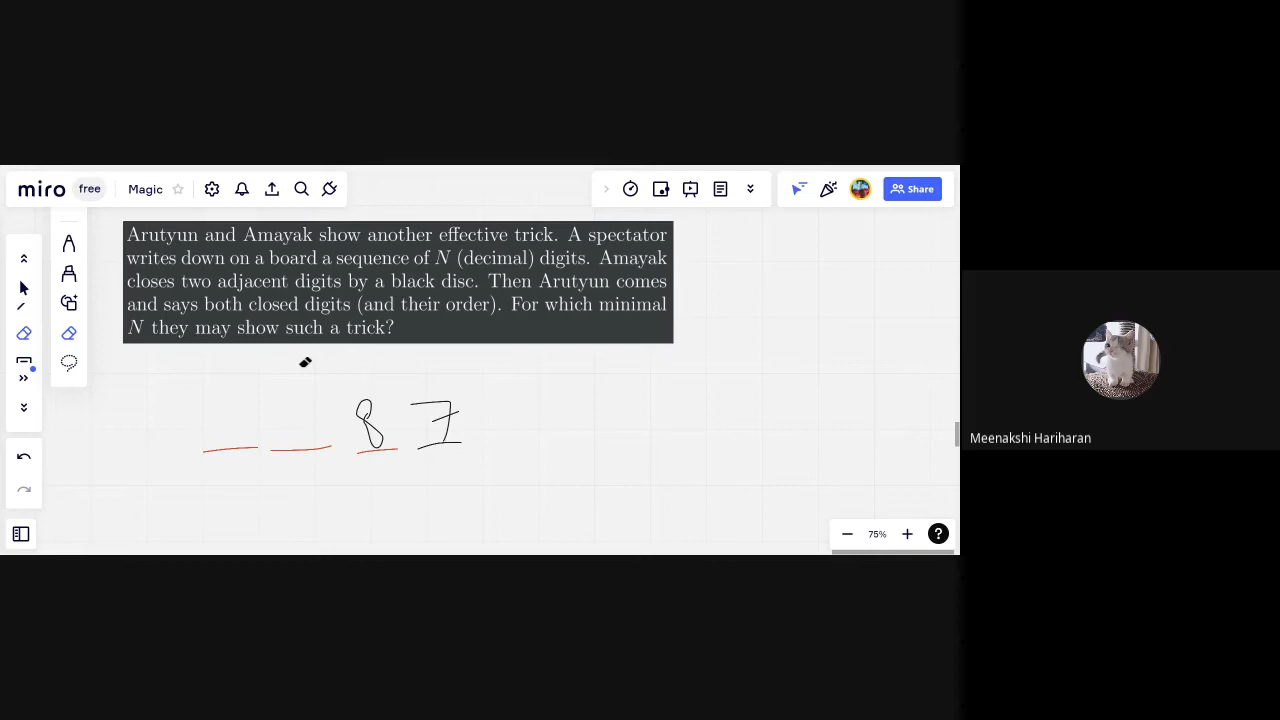 miro free Magic Share
Arutyun and Amayak show another effective trick. A spectator
writes down on a board a sequence of N (decimal) digits. Amayak
closes two adjacent digits by a black disc. Then Arutyun comes
and says both closed digits (and their order). For which minimal
N they may show such a trick?
8 7
Meenakshi Hariharan
75%